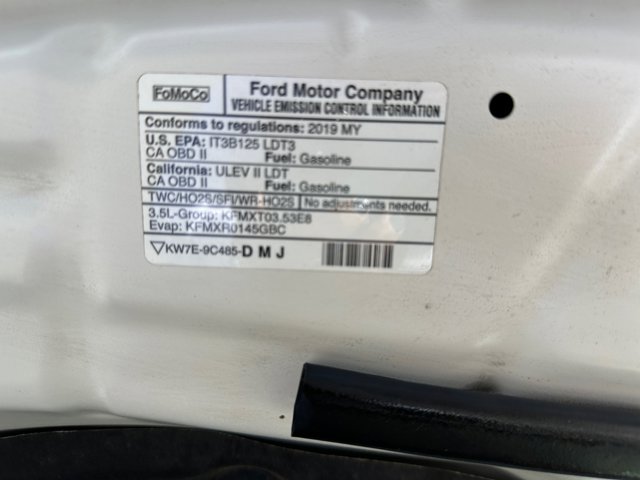 FoMoCo
Ford Motor Company
VEHICLE EMISSION CONTROL INFORMATION
Conforms to regulations: 2019 MY
U.S. EPA: IT3B125 LDT3
CA OBD II Fuel: Gasoline
California: ULEV II LDT
CA OBD II Fuel: Gasoline
TWC/HO2S/SFI/WR-HO2S No adjustments needed.
3.5L-Group: KFMXT03.53E8
Evap: KFMXR0145GBC
KW7E-9C485-D M J